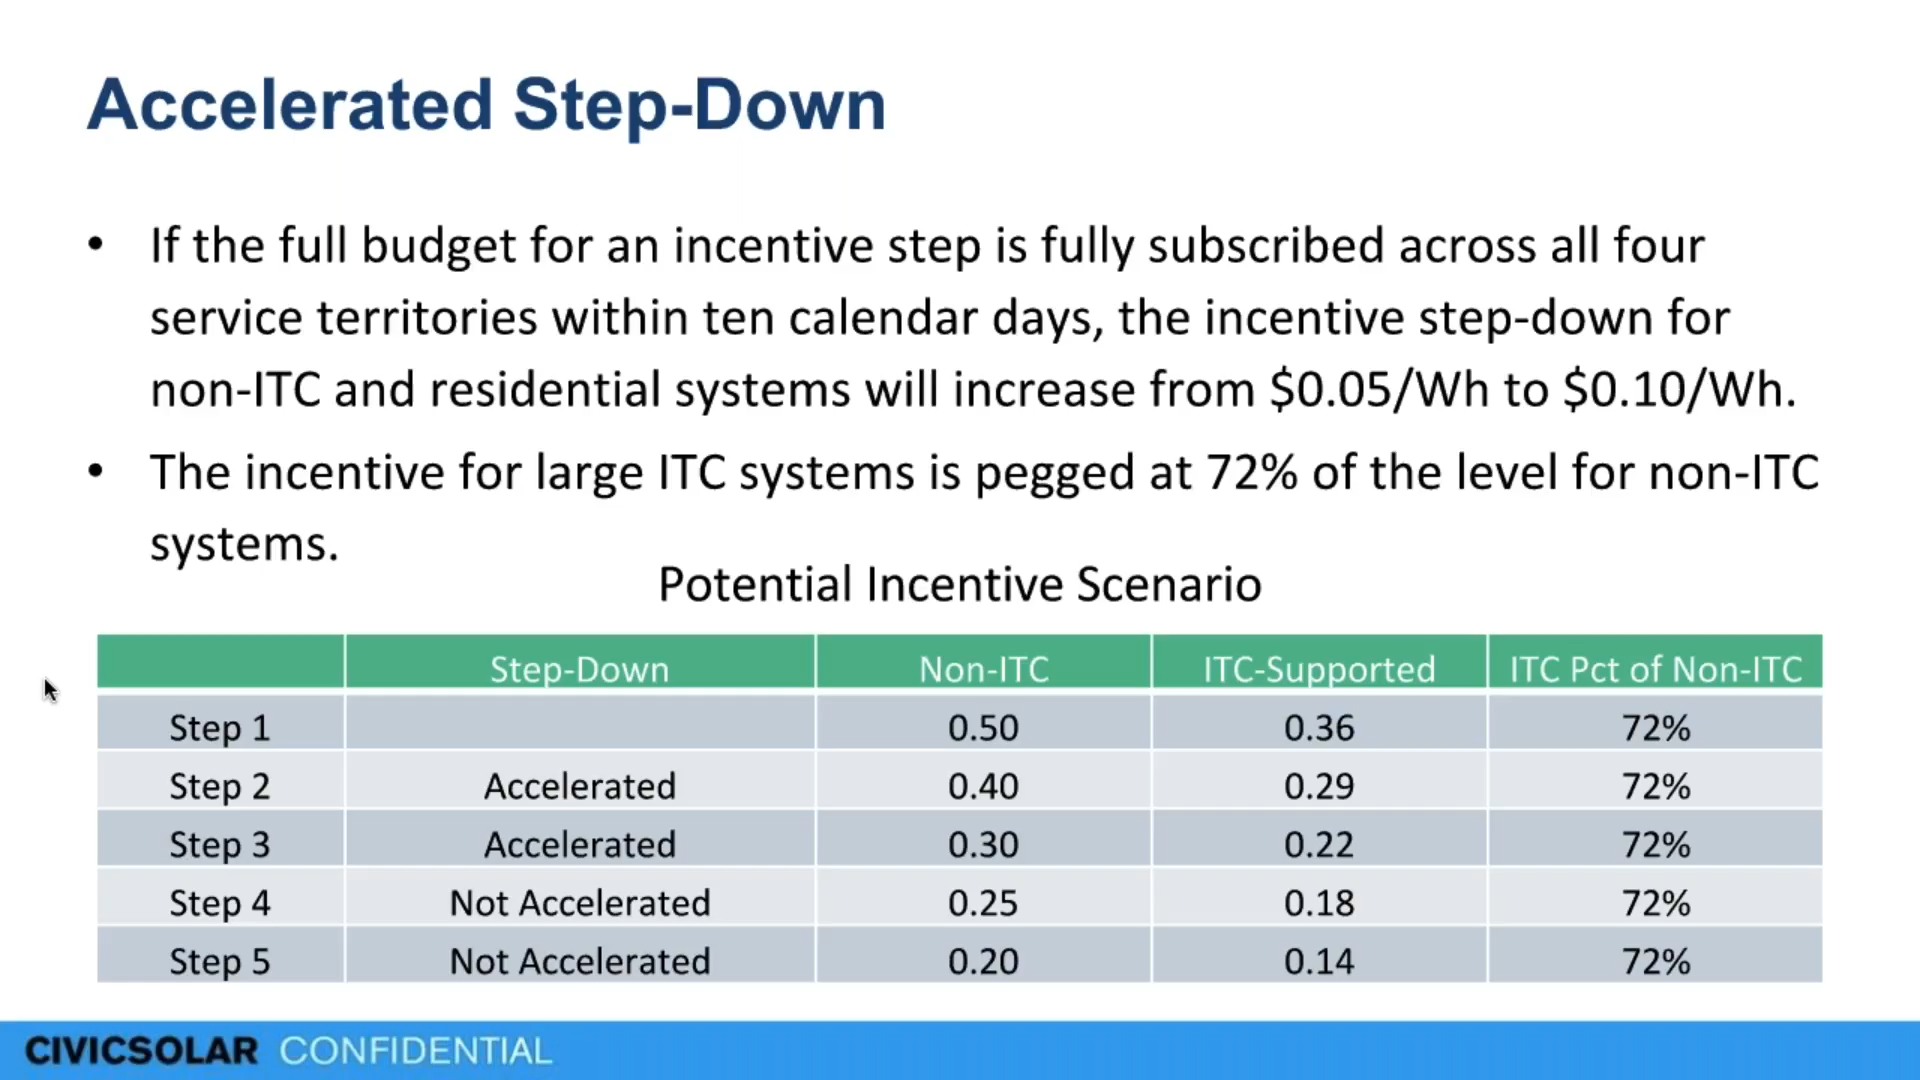 Accelerated Step-Down
• If the full budget for an incentive step is fully subscribed across all four
service territories within ten calendar days, the incentive step-down for
non-ITC and residential systems will increase from $0.05/Wh to $0.10/Wh.
• The incentive for large ITC systems is pegged at 72% of the level for non-ITC
systems.
Potential Incentive Scenario
Step-Down Non-ITC ITC-Supported ITC Pct of Non-ITC
Step 1 0.50 0.36 72%
Step 2 Accelerated 0.40 0.29 72%
Step 3 Accelerated 0.30 0.22 72%
Step 4 Not Accelerated 0.25 0.18 72%
Step 5 Not Accelerated 0.20 0.14 72%
CIVICSOLAR CONFIDENTIAL